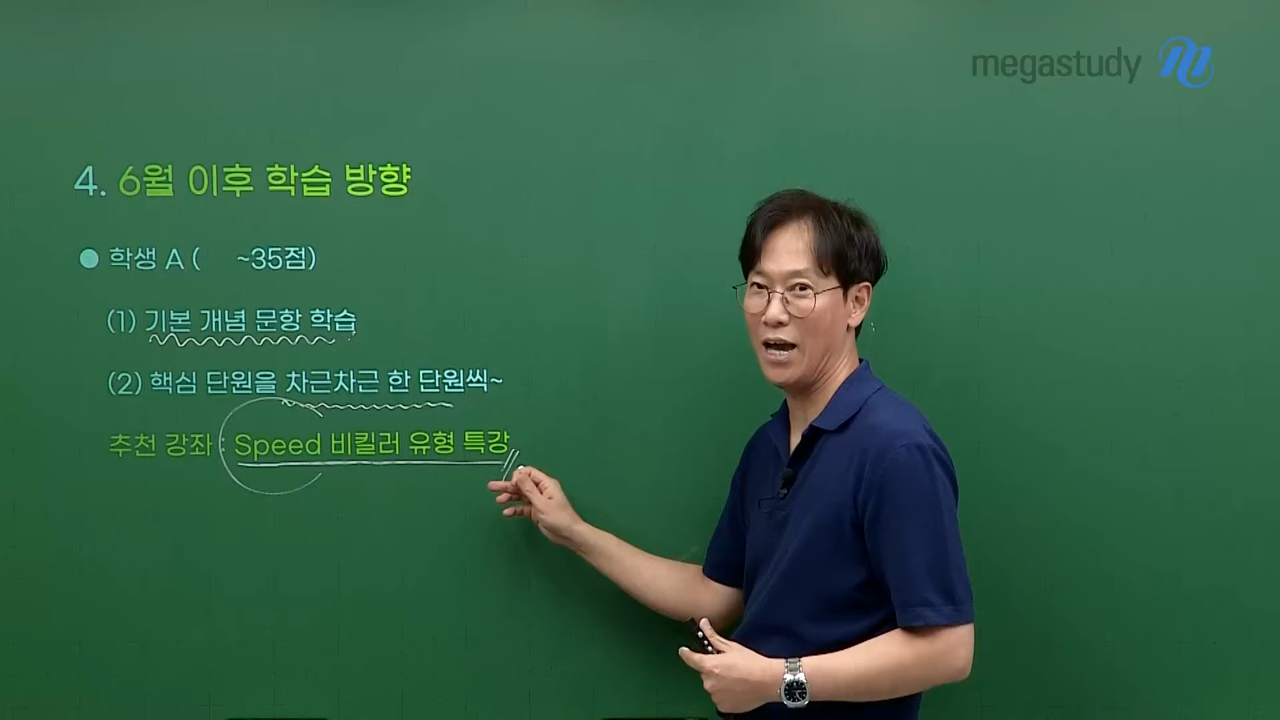 megastudy
4. 6월 이후 학습 방향
● 학생 A ( ~35점)
(1) 기본 개념 문항 학습
(2) 핵심 단원을 차근차근 한 단원씩~
추천 강좌 : Speed 비킬러 유형 특강